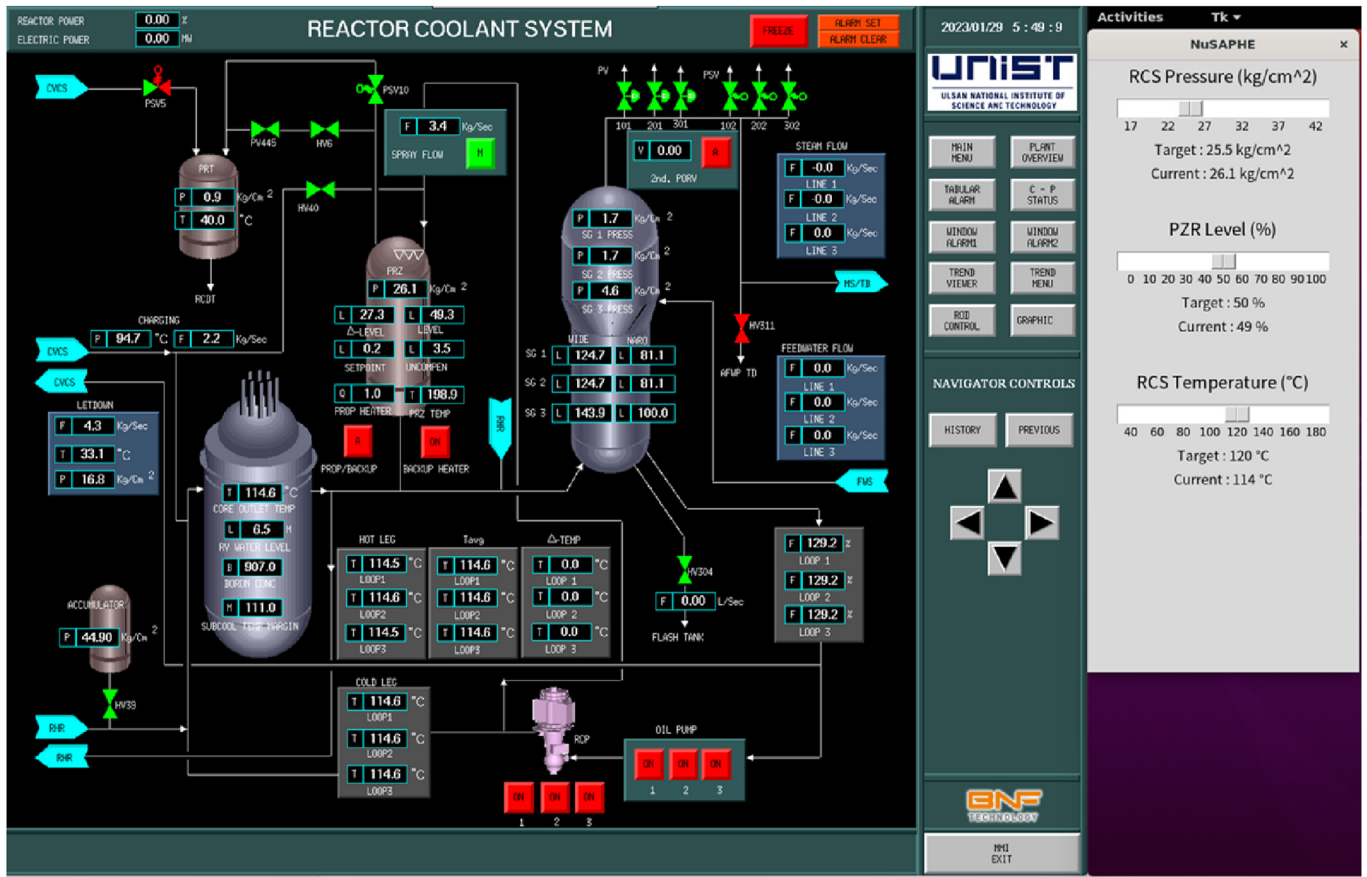 REACTOR POWER 0.00 %
ELECTRIC POWER 0.00 MW
REACTOR COOLANT SYSTEM
FREEZE
ALARM SET
ALARM CLEAR
CVCS
PSV5
PSV10
PV445
HV6
HV40
PRT
P 0.9 Kg/Cm 2
T 40.0 °C
RCDT
F 3.4 Kg/Sec
SPRAY FLOW M
PV
PSV
101 201 301 102 202 302
V 0.00 A
2nd. PORV
STEAM FLOW
F -0.0 Kg/Sec
LINE 1
F -0.0 Kg/Sec
LINE 2
F 0.0 Kg/Sec
LINE 3
MS/TB
P 1.7 Kg/Cm 2
SG 1 PRESS
P 1.7 Kg/Cm 2
SG 2 PRESS
P 4.6 Kg/Cm 2
SG 3 PRESS
WIDE NARO
SG 1 L 124.7 L 81.1
SG 2 L 124.7 L 81.1
SG 3 L 143.9 L 100.0
HV311
AFWP TD
FEEDWATER FLOW
F 0.0 Kg/Sec
LINE 1
F 0.0 Kg/Sec
LINE 2
F 0.0 Kg/Sec
LINE 3
FWS
PRZ
P 26.1 Kg/Cm 2
L 27.3 L 49.3
△-LEVEL LEVEL
L 0.2 L 3.5
SETPOINT UNCOMPEN
Q 1.0 T 198.9
PROP HEATER PRZ TEMP
A ON
PROP/BACKUP BACKUP HEATER
RHR
CHARGING
P 94.7 °C F 2.2 Kg/Sec
CVCS
CVCS
LETDOWN
F 4.3 Kg/Sec
T 33.1 °C
P 16.8 Kg/Cm 2
T 114.6 °C
CORE OUTLET TEMP
L 6.5 M
RV WATER LEVEL
B 907.0
BORON CONC
M 111.0
SUBCOOL TEMP MARGIN
ACCUMULATOR
P 44.90 Kg/Cm 2
HV39
RHR
RHR
HOT LEG
T 114.5 °C
LOOP1
T 114.6 °C
LOOP2
T 114.5 °C
LOOP3
Tavg
T 114.6 °C
LOOP1
T 114.6 °C
LOOP2
T 114.6 °C
LOOP3
△-TEMP
T 0.0 °C
LOOP 1
T 0.0 °C
LOOP 2
T 0.0 °C
LOOP 3
COLD LEG
T 114.6 °C
LOOP1
T 114.6 °C
LOOP2
T 114.6 °C
LOOP3
HV304
F 0.00 L/Sec
FLASH TANK
F 129.2 %
LOOP 1
F 129.2 %
LOOP 2
F 129.2 %
LOOP 3
RCP
ON ON ON
1 2 3
OIL PUMP
ON ON ON
1 2 3
2023/01/29 5 : 49 : 9
UNIST
ULSAN NATIONAL INSTITUTE OF
SCIENCE ANC TECHNOLOGY
MAIN
MENU
PLANT
OVERVIEW
TABULAR
ALARM
C - P
STATUS
WINDOW
ALARM1
WINDOW
ALARM2
TREND
VIEWER
TREND
MENU
ROD
CONTROL
GRAPHIC
NAVIGATOR CONTROLS
HISTORY
PREVIOUS
BNF
TECHNOLOGY
MMI
EXIT
Activities Tk ▾
NuSAPHE ×
RCS Pressure (kg/cm^2)
17 22 27 32 37 42
Target : 25.5 kg/cm^2
Current : 26.1 kg/cm^2
PZR Level (%)
0 10 20 30 40 50 60 70 80 90 100
Target : 50 %
Current : 49 %
RCS Temperature (°C)
40 60 80 100 120 140 160 180
Target : 120 °C
Current : 114 °C